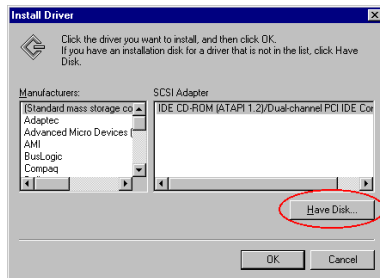 Install Driver
Click the driver you want to install, and then click OK.
If you have an installation disk for a driver that is not in the list, click Have
Disk.
Manufacturers:
SCSI Adapter
(Standard mass storage co
Adaptec
Advanced Micro Devices (
AMI
BusLogic
Compaq
IDE CD-ROM (ATAPI 1.2)/Dual-channel PCI IDE Cor
Have Disk...
OK
Cancel